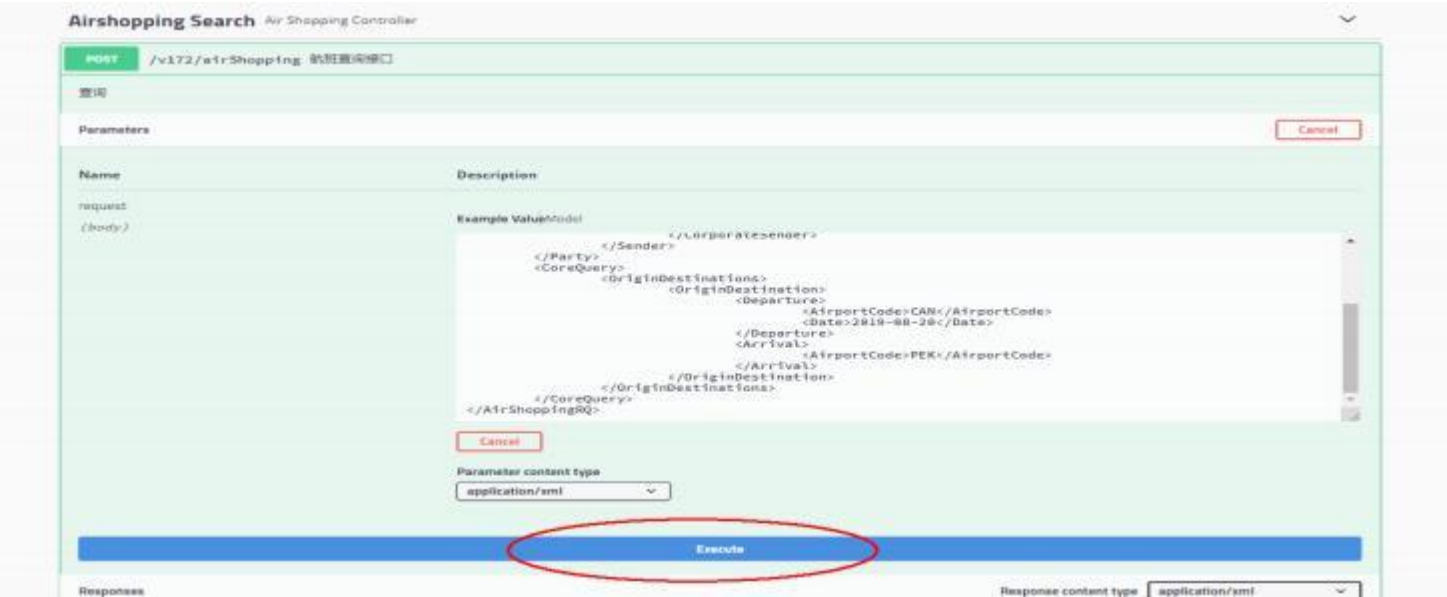 Airshopping Search Air Shopping Controller
POST /v172/airShopping 航班查询接口
查询
Parameters
Cancel
Name Description
request
(body)
Example ValueModel
</CorporateSender>
</Sender>
</Party>
<CoreQuery>
<OriginDestinations>
<OriginDestination>
<Departure>
<AirportCode>CAN</AirportCode>
<Date>2019-08-20</Date>
</Departure>
<Arrival>
<AirportCode>PEK</AirportCode>
</Arrival>
</OriginDestination>
</OriginDestinations>
</CoreQuery>
</AirShoppingRQ>
Cancel
Parameter content type
application/xml
Execute
Responses Response content type application/xml